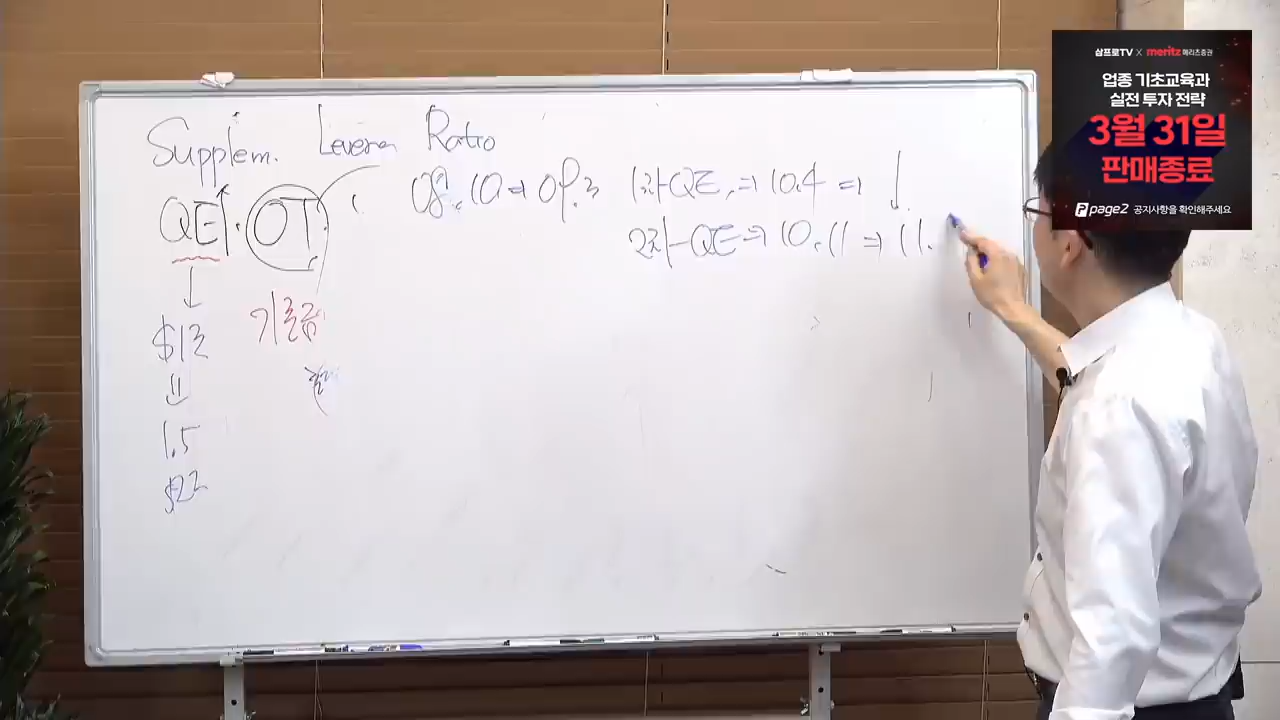 삼프로TV × meritz 메리츠증권
업종 기초교육과
실전 투자 전략
3월 31일
판매종료
page2 공지사항을 확인해주세요
Supplem. Ratio
QE. OT.
08, 10 → 09.3
1차 QE, ⇒ 10.4 ⇒
2차 QE ⇒ 10.11 ⇒ 11.
기준금
$1조
1.5
$2조